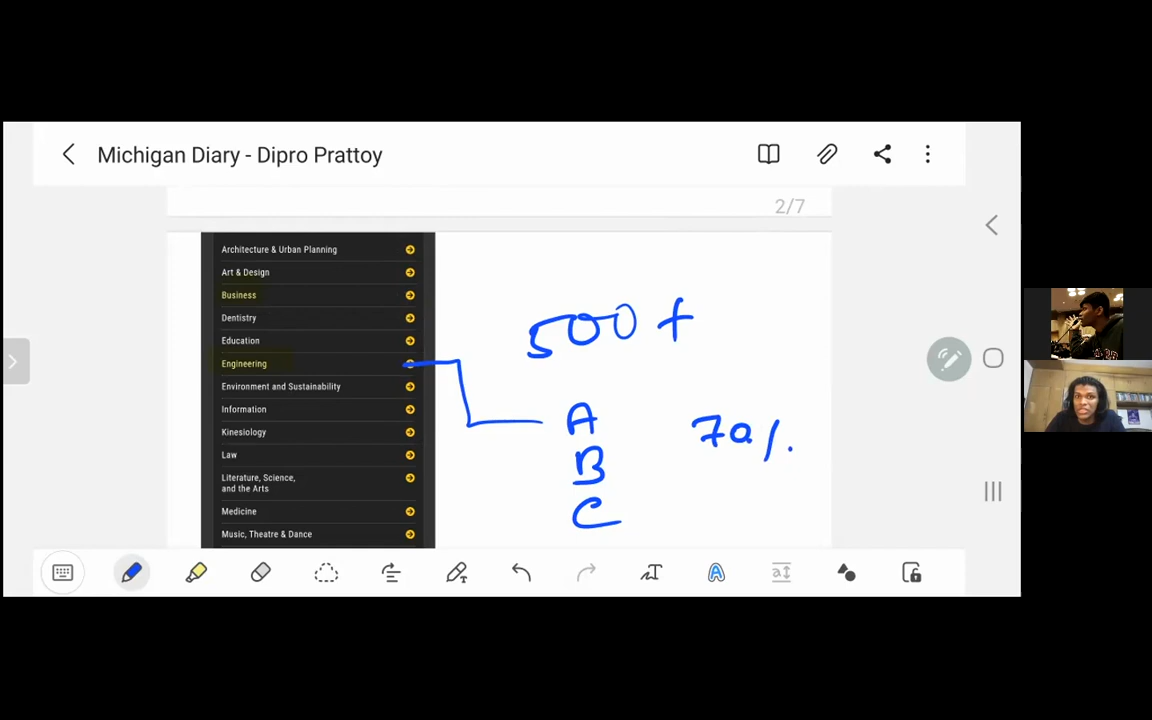 Michigan Diary - Dipro Prattoy
2/7
Architecture & Urban Planning
Art & Design
Business
Dentistry
Education
Engineering
Environment and Sustainability
Information
Kinesiology
Law
Literature, Science,
and the Arts
Medicine
Music, Theatre & Dance
500 +
A
B
C
70%